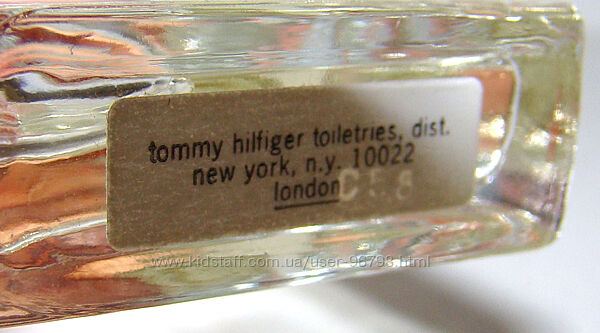 tommy hilfiger toiletries, dist.
new york, n.y. 10022
london
www.kidstaff.com.ua/user-96798.html